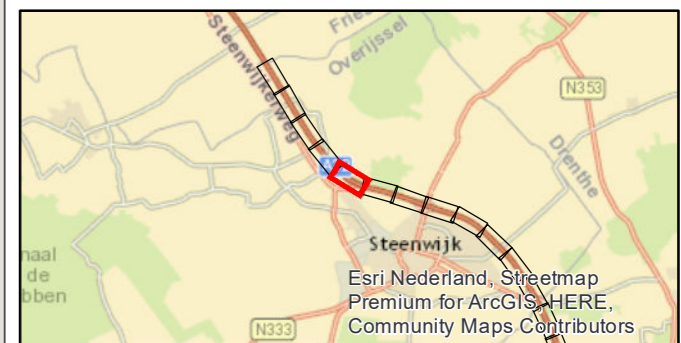 Fries
Overijssel
Steenwijkerweg
N353
Drenthe
Steenwijk
naal
de
bben
Esri Nederland, Streetmap
Premium for ArcGIS, HERE,
Community Maps Contributors
N333